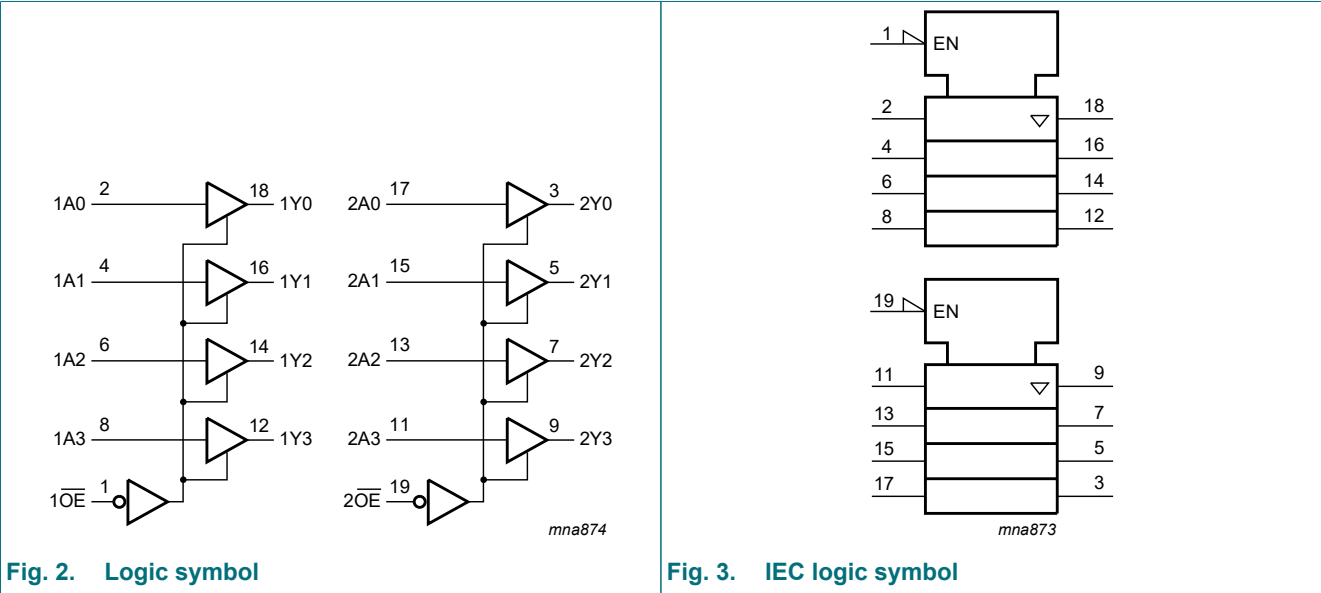 1A0 2 18 1Y0
1A1 4 16 1Y1
1A2 6 14 1Y2
1A3 8 12 1Y3
1O̅E̅ 1
2A0 17 3 2Y0
2A1 15 5 2Y1
2A2 13 7 2Y2
2A3 11 9 2Y3
2O̅E̅ 19
mna874
Fig. 2. Logic symbol
1 EN
2 18
4 16
6 14
8 12
19 EN
11 9
13 7
15 5
17 3
mna873
Fig. 3. IEC logic symbol